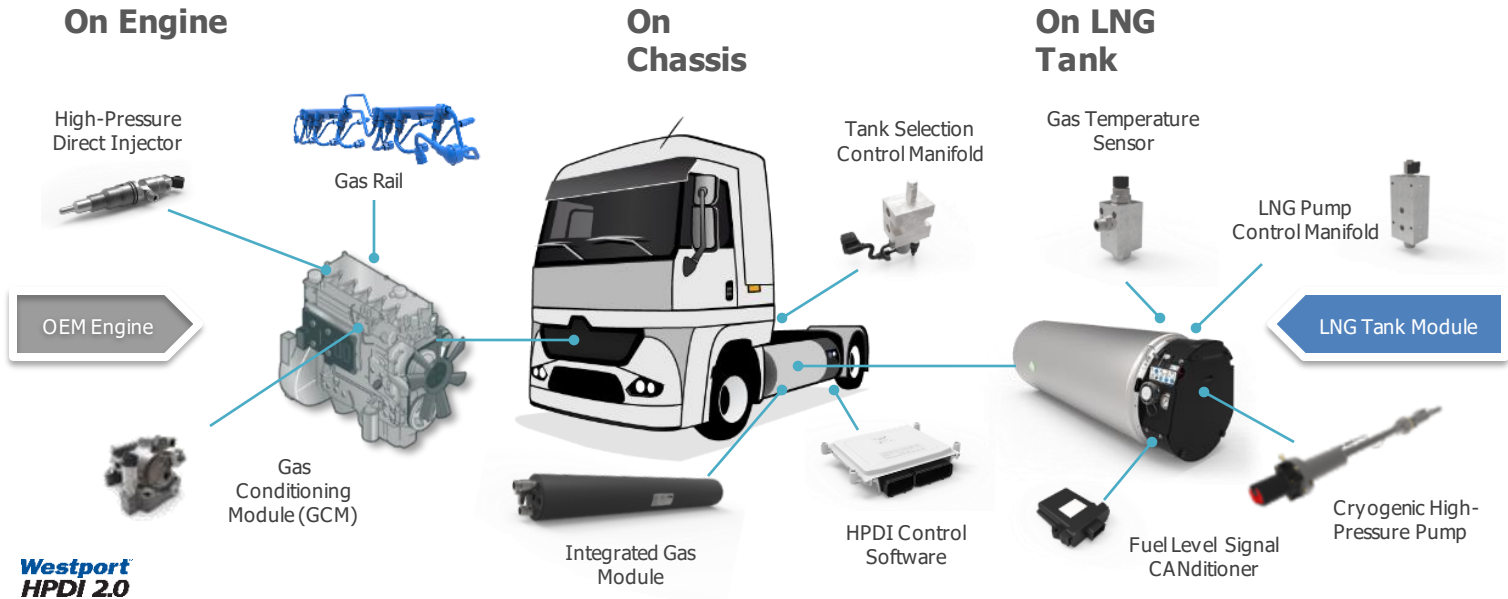 On Engine
On
Chassis
On LNG
Tank
High-Pressure
Direct Injector
Gas Rail
Tank Selection
Control Manifold
Gas Temperature
Sensor
LNG Pump
Control Manifold
OEM Engine
LNG Tank Module
Gas
Conditioning
Module (GCM)
Integrated Gas
Module
HPDI Control
Software
Fuel Level Signal
CANditioner
Cryogenic High-
Pressure Pump
Westport™
HPDI 2.0